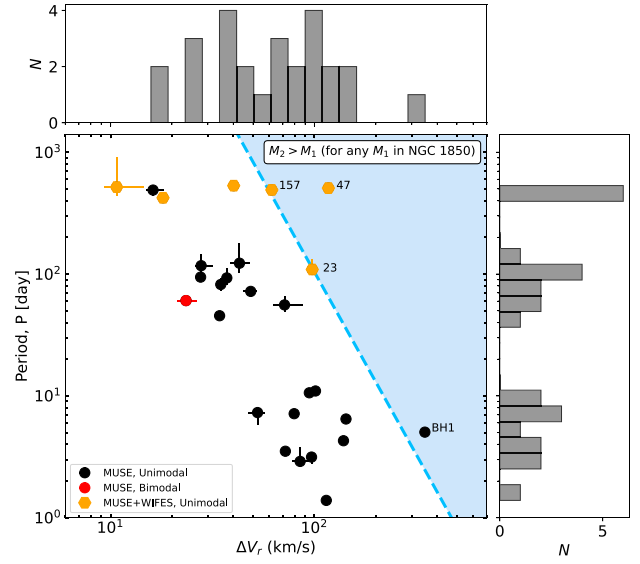 4
2
0
N
M₂ > M₁ (for any M₁ in NGC 1850)
10³
157
47
10²
23
10¹
BH1
10⁰
Period, P [day]
MUSE, Unimodal
MUSE, Bimodal
MUSE+WIFES, Unimodal
10¹
10²
ΔVᵣ (km/s)
0
5
N